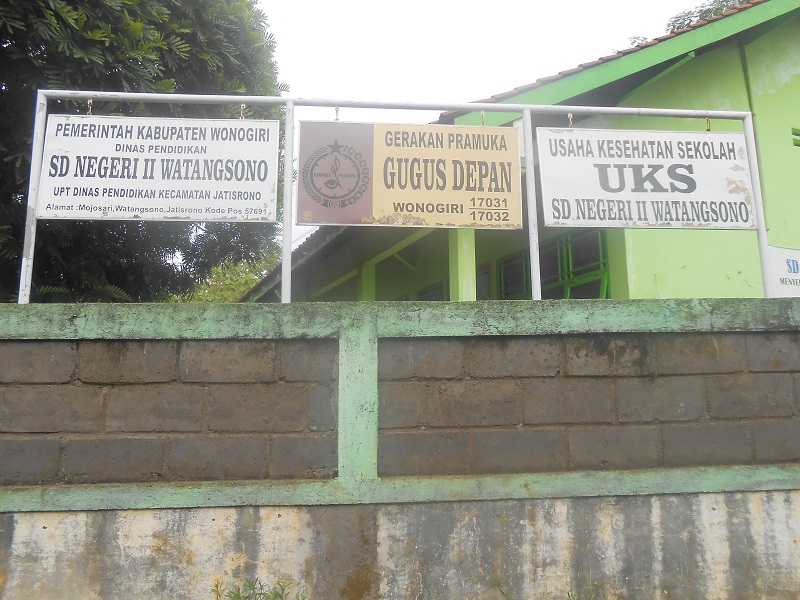 PEMERINTAH KABUPATEN WONOGIRI
DINAS PENDIDIKAN
SD NEGERI II WATANGSONO
UPT DINAS PENDIDIKAN KECAMATAN JATISRONO
Alamat :Mojosari,Watangsono,Jatisrono Kode Pos 57691
GERAKAN PRAMUKA
GUGUS DEPAN
WONOGIRI 17031
17032
USAHA KESEHATAN SEKOLAH
UKS
SD NEGERI II WATANGSONO
SD